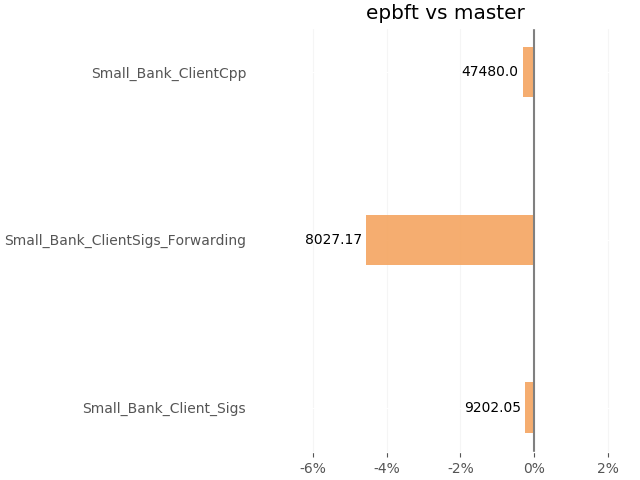 epbft vs master
Small_Bank_ClientCpp
47480.0
Small_Bank_ClientSigs_Forwarding
8027.17
Small_Bank_Client_Sigs
9202.05
-6% -4% -2% 0% 2%